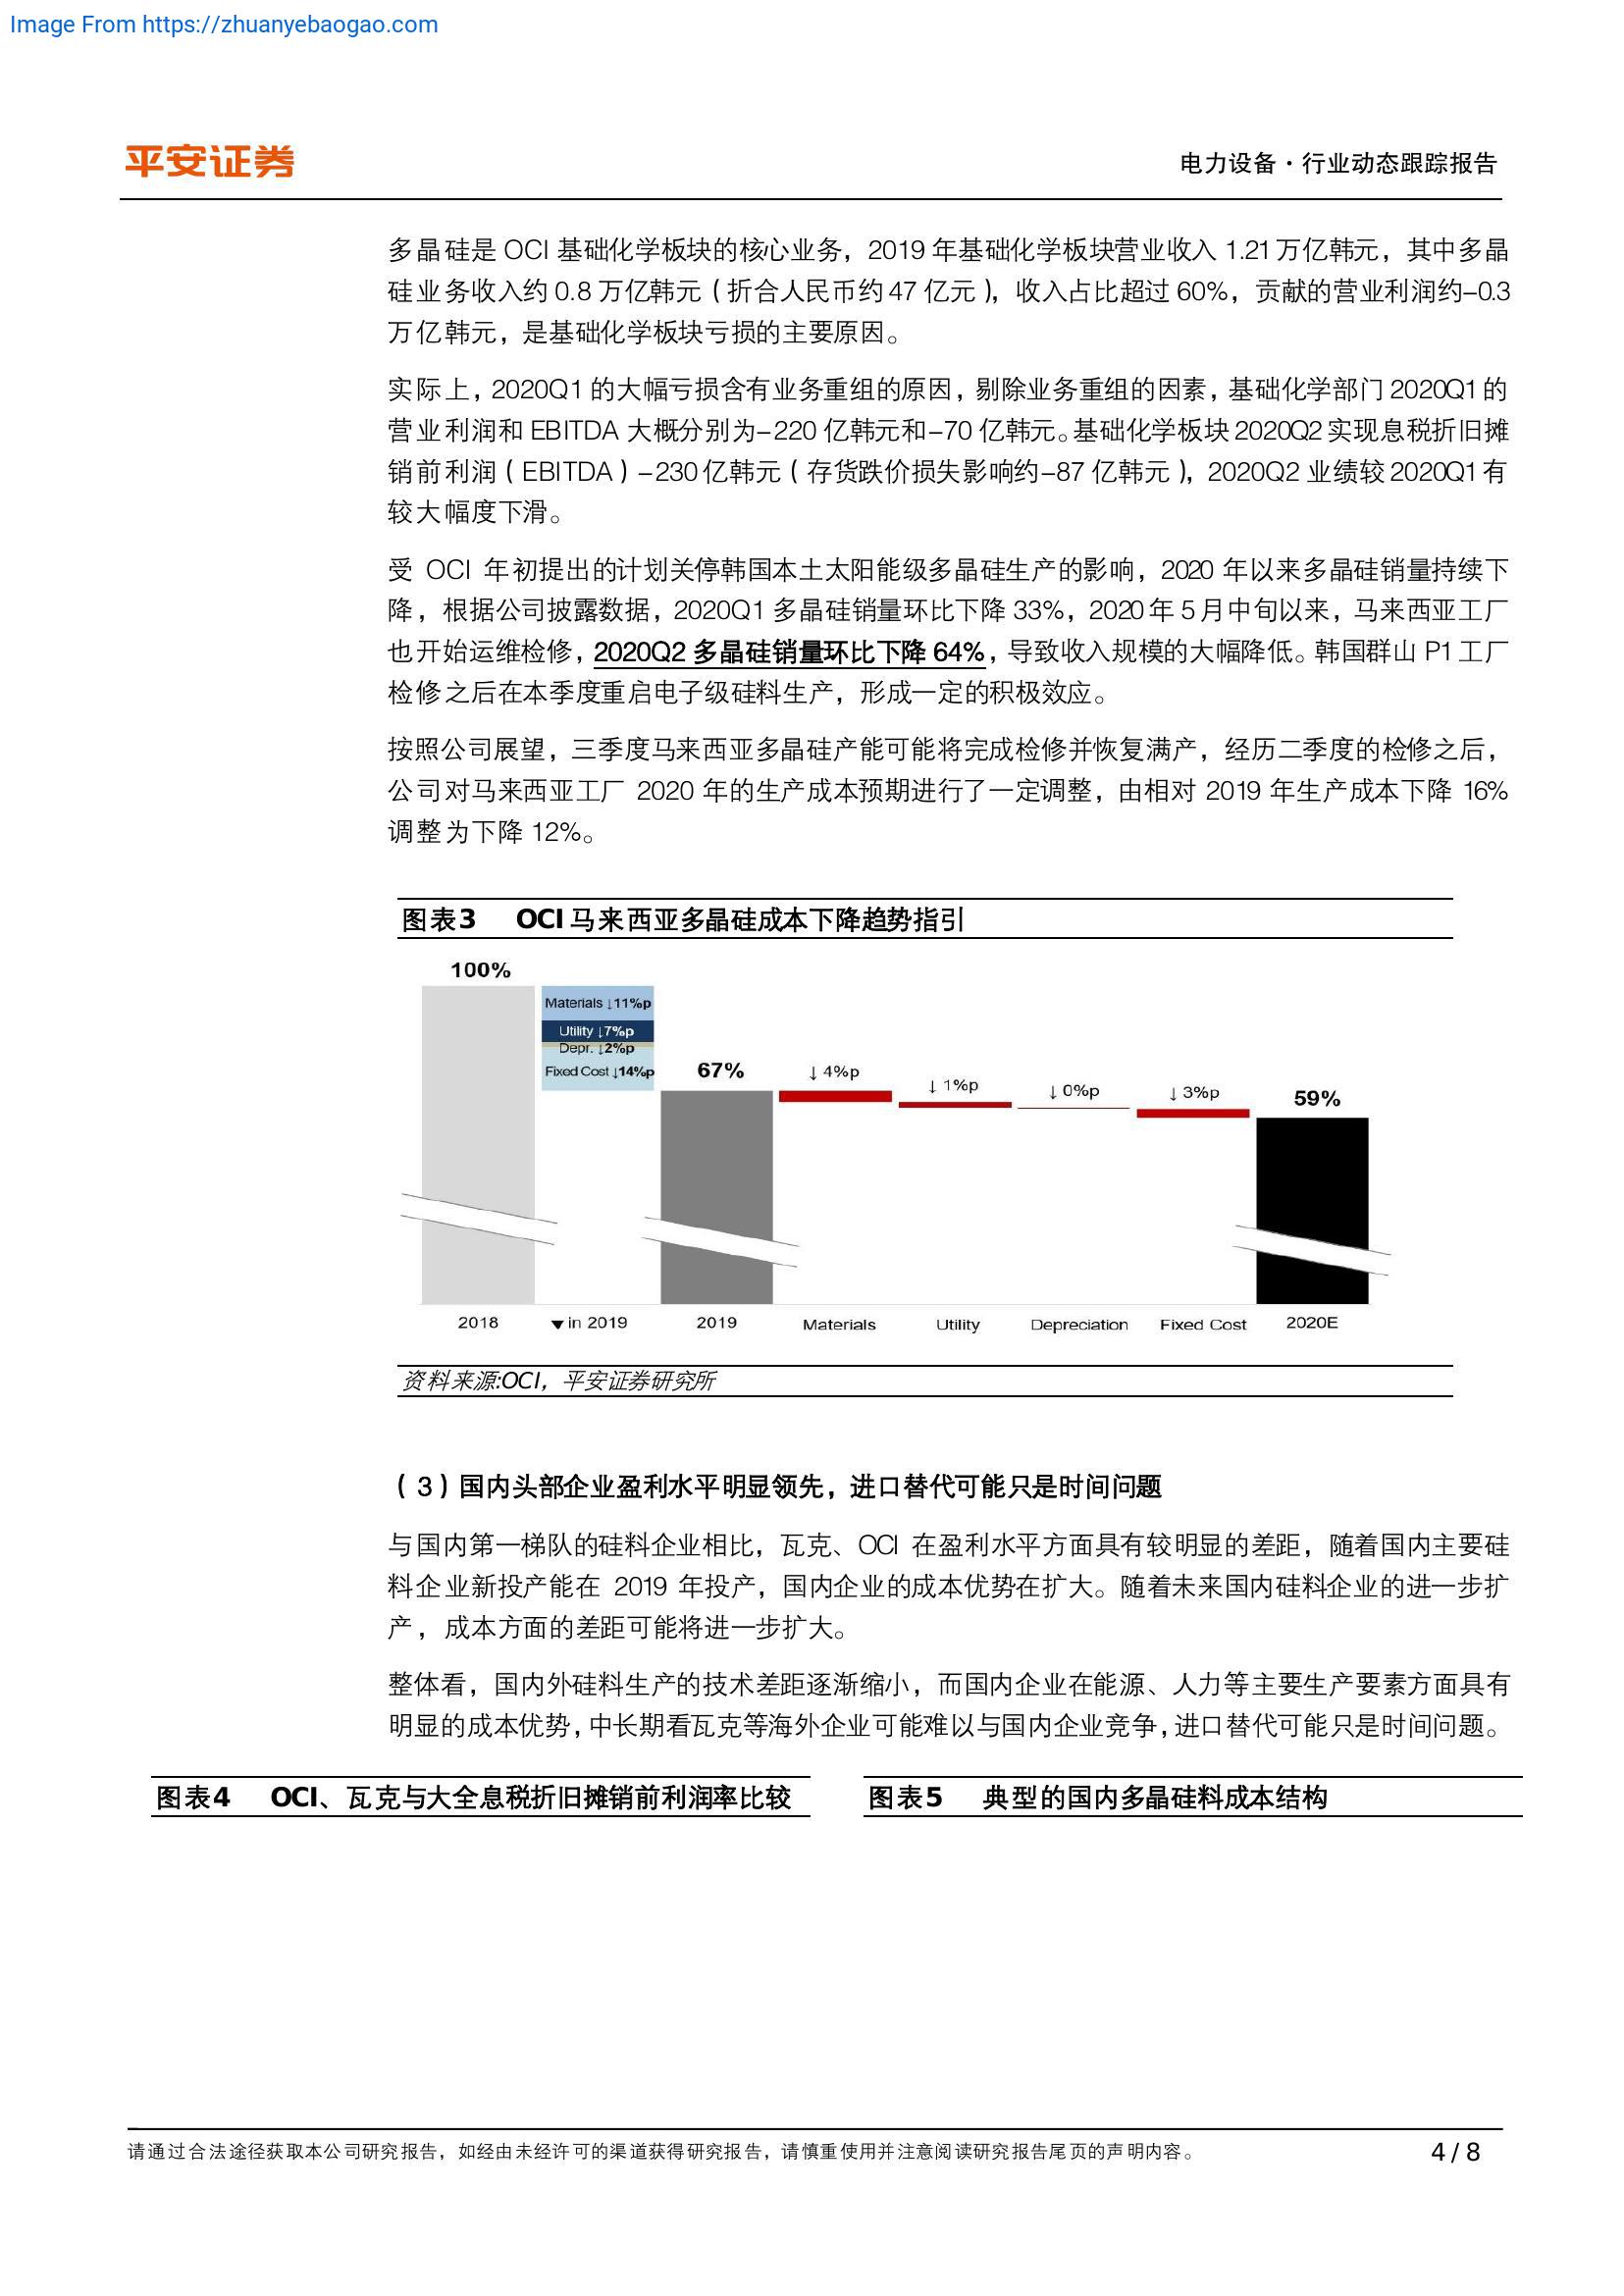 Image From https://zhuanyebaogao.com
平安证券
电力设备·行业动态跟踪报告
多晶硅是 OCI 基础化学板块的核心业务，2019 年基础化学板块营业收入 1.21 万亿韩元，其中多晶
硅业务收入约 0.8 万亿韩元（折合人民币约 47 亿元），收入占比超过 60%，贡献的营业利润约-0.3
万亿韩元，是基础化学板块亏损的主要原因。
实际上，2020Q1 的大幅亏损含有业务重组的原因，剔除业务重组的因素，基础化学部门 2020Q1 的
营业利润和 EBITDA 大概分别为-220 亿韩元和-70 亿韩元。基础化学板块 2020Q2 实现息税折旧摊
销前利润（EBITDA）-230 亿韩元（存货跌价损失影响约-87 亿韩元），2020Q2 业绩较 2020Q1 有
较大幅度下滑。
受 OCI 年初提出的计划关停韩国本土太阳能级多晶硅生产的影响，2020 年以来多晶硅销量持续下
降，根据公司披露数据，2020Q1 多晶硅销量环比下降 33%，2020 年 5 月中旬以来，马来西亚工厂
也开始运维检修，2020Q2 多晶硅销量环比下降 64%，导致收入规模的大幅降低。韩国群山 P1 工厂
检修之后在本季度重启电子级硅料生产，形成一定的积极效应。
按照公司展望，三季度马来西亚多晶硅产能可能将完成检修并恢复满产，经历二季度的检修之后，
公司对马来西亚工厂 2020 年的生产成本预期进行了一定调整，由相对 2019 年生产成本下降 16%
调整为下降 12%。
图表3 OCI 马来西亚多晶硅成本下降趋势指引
100%
Materials ↓11%p
Utility ↓7%p
Depr. ↓2%p
Fixed Cost ↓14%p
67%
↓ 4%p
↓ 1%p
↓ 0%p
↓ 3%p
59%
2018 ▼in 2019 2019 Materials Utility Depreciation Fixed Cost 2020E
资料来源:OCI，平安证券研究所
（3）国内头部企业盈利水平明显领先，进口替代可能只是时间问题
与国内第一梯队的硅料企业相比，瓦克、OCI 在盈利水平方面具有较明显的差距，随着国内主要硅
料企业新投产能在 2019 年投产，国内企业的成本优势在扩大。随着未来国内硅料企业的进一步扩
产，成本方面的差距可能将进一步扩大。
整体看，国内外硅料生产的技术差距逐渐缩小，而国内企业在能源、人力等主要生产要素方面具有
明显的成本优势，中长期看瓦克等海外企业可能难以与国内企业竞争，进口替代可能只是时间问题。
图表4 OCI、瓦克与大全息税折旧摊销前利润率比较
图表5 典型的国内多晶硅料成本结构
请通过合法途径获取本公司研究报告，如经由未经许可的渠道获得研究报告，请慎重使用并注意阅读研究报告尾页的声明内容。
4 / 8